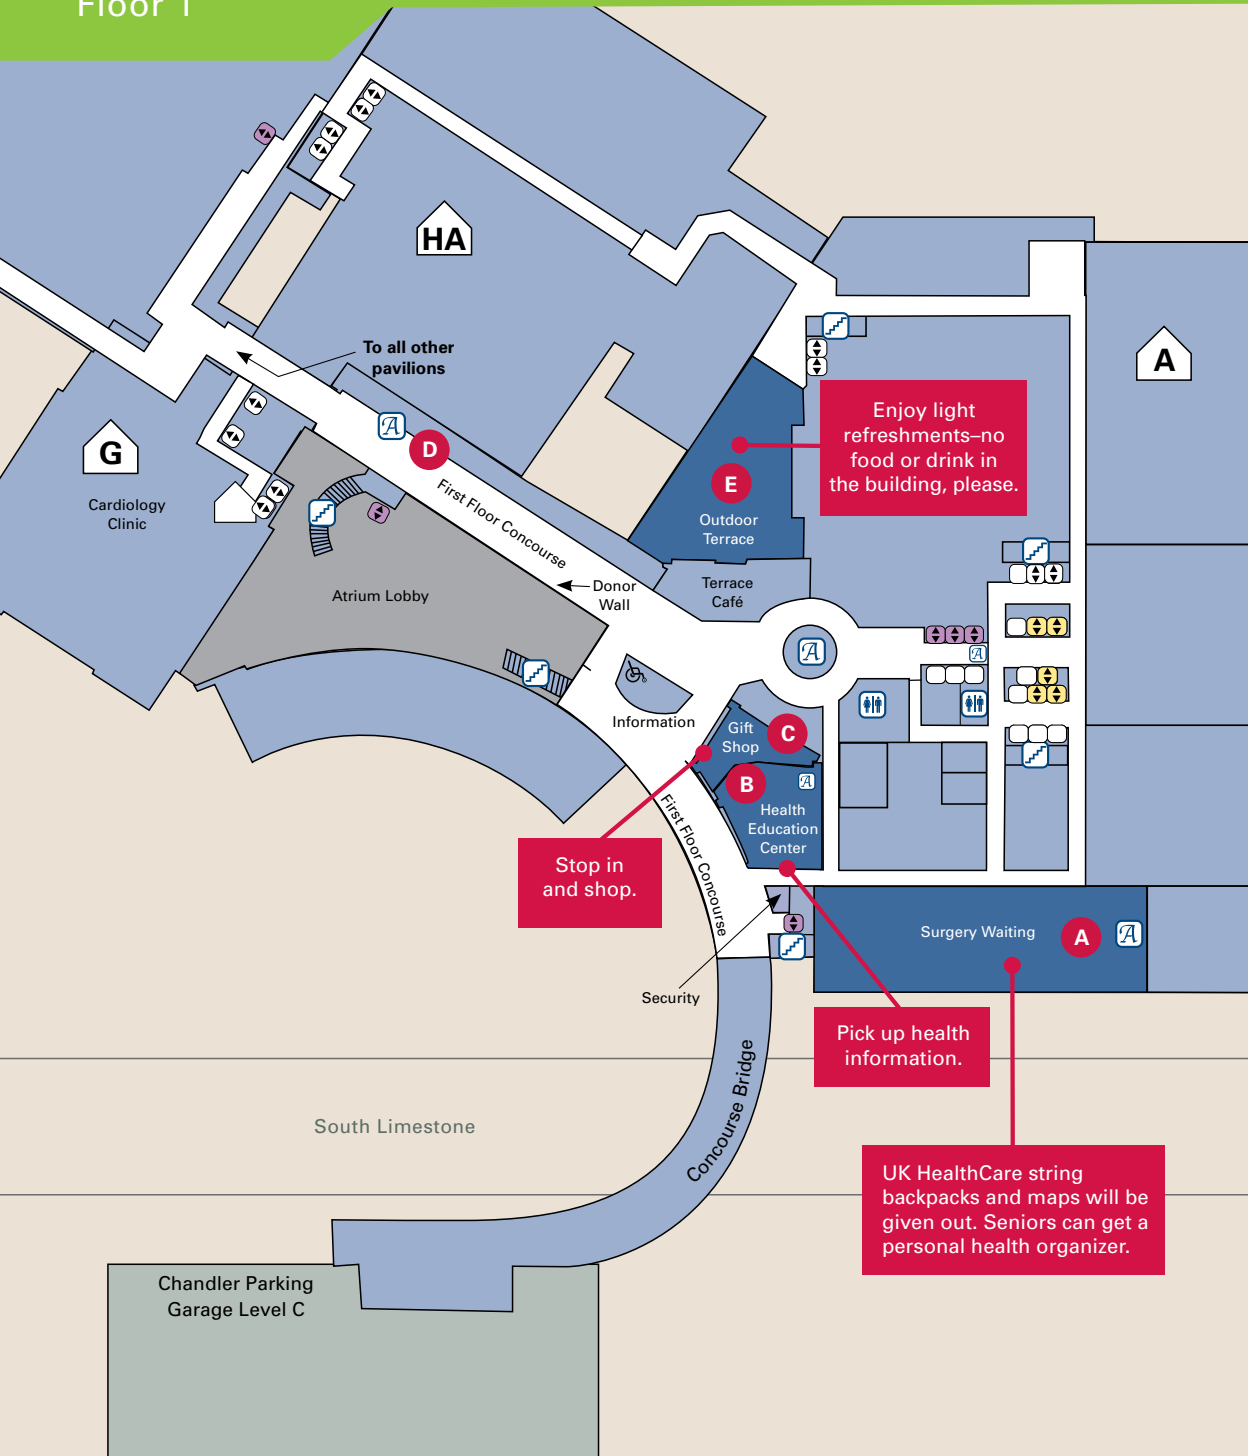 Floor 1
HA
A
To all other
pavilions
G
Cardiology
Clinic
A
D
First Floor Concourse
Enjoy light
refreshments–no
food or drink in
the building, please.
E
Outdoor
Terrace
Terrace
Café
Donor
Wall
Atrium Lobby
A
A
Information
Gift
Shop
C
B
A
Health
Education
Center
First Floor Concourse
Stop in
and shop.
Surgery Waiting
A
A
Security
Pick up health
information.
Concourse Bridge
South Limestone
UK HealthCare string
backpacks and maps will be
given out. Seniors can get a
personal health organizer.
Chandler Parking
Garage Level C